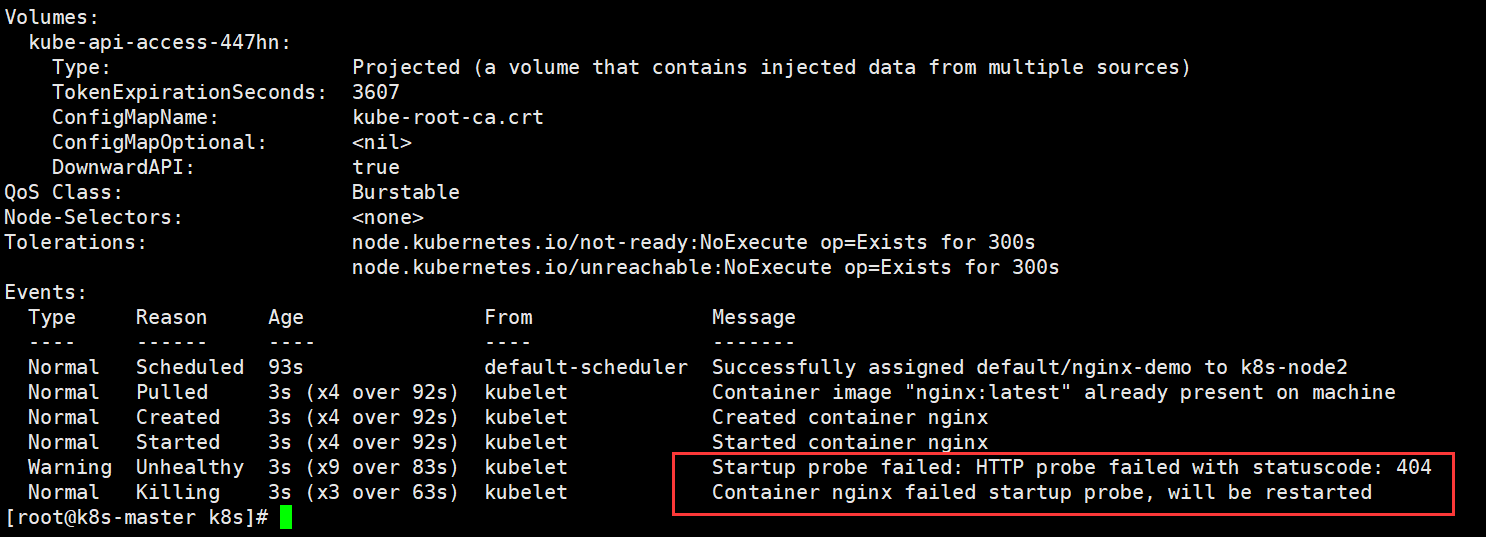 Volumes:
  kube-api-access-447hn:
    Type:                    Projected (a volume that contains injected data from multiple sources)
    TokenExpirationSeconds:  3607
    ConfigMapName:           kube-root-ca.crt
    ConfigMapOptional:       <nil>
    DownwardAPI:             true
QoS Class:                   Burstable
Node-Selectors:              <none>
Tolerations:                 node.kubernetes.io/not-ready:NoExecute op=Exists for 300s
                             node.kubernetes.io/unreachable:NoExecute op=Exists for 300s
Events:
  Type     Reason     Age               From               Message
  ----     ------     ----              ----               -------
  Normal   Scheduled  93s               default-scheduler  Successfully assigned default/nginx-demo to k8s-node2
  Normal   Pulled     3s (x4 over 92s)  kubelet            Container image "nginx:latest" already present on machine
  Normal   Created    3s (x4 over 92s)  kubelet            Created container nginx
  Normal   Started    3s (x4 over 92s)  kubelet            Started container nginx
  Warning  Unhealthy  3s (x9 over 83s)  kubelet            Startup probe failed: HTTP probe failed with statuscode: 404
  Normal   Killing    3s (x3 over 63s)  kubelet            Container nginx failed startup probe, will be restarted
[root@k8s-master k8s]#